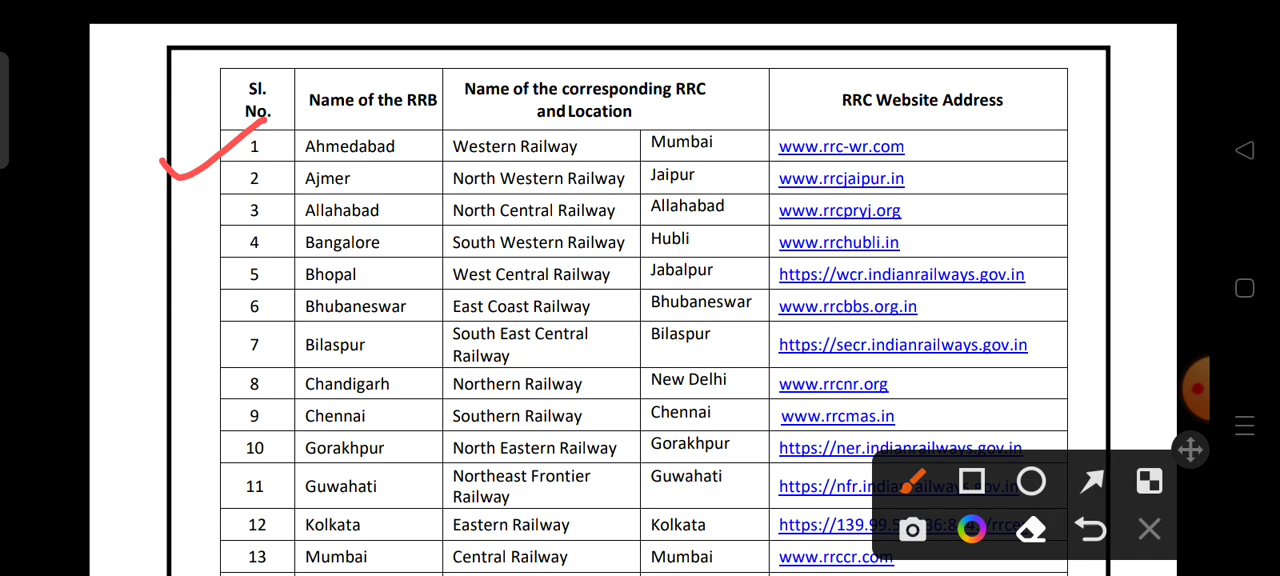 Sl. No. Name of the RRB Name of the corresponding RRC and Location RRC Website Address
1 Ahmedabad Western Railway Mumbai www.rrc-wr.com
2 Ajmer North Western Railway Jaipur www.rrcjaipur.in
3 Allahabad North Central Railway Allahabad www.rrcpryj.org
4 Bangalore South Western Railway Hubli www.rrchubli.in
5 Bhopal West Central Railway Jabalpur https://wcr.indianrailways.gov.in
6 Bhubaneswar East Coast Railway Bhubaneswar www.rrcbbs.org.in
7 Bilaspur South East Central Railway Bilaspur https://secr.indianrailways.gov.in
8 Chandigarh Northern Railway New Delhi www.rrcnr.org
9 Chennai Southern Railway Chennai www.rrcmas.in
10 Gorakhpur North Eastern Railway Gorakhpur https://ner.indianrailways.gov.in
11 Guwahati Northeast Frontier Railway Guwahati
12 Kolkata Eastern Railway Kolkata
13 Mumbai Central Railway Mumbai www.rrccr.com